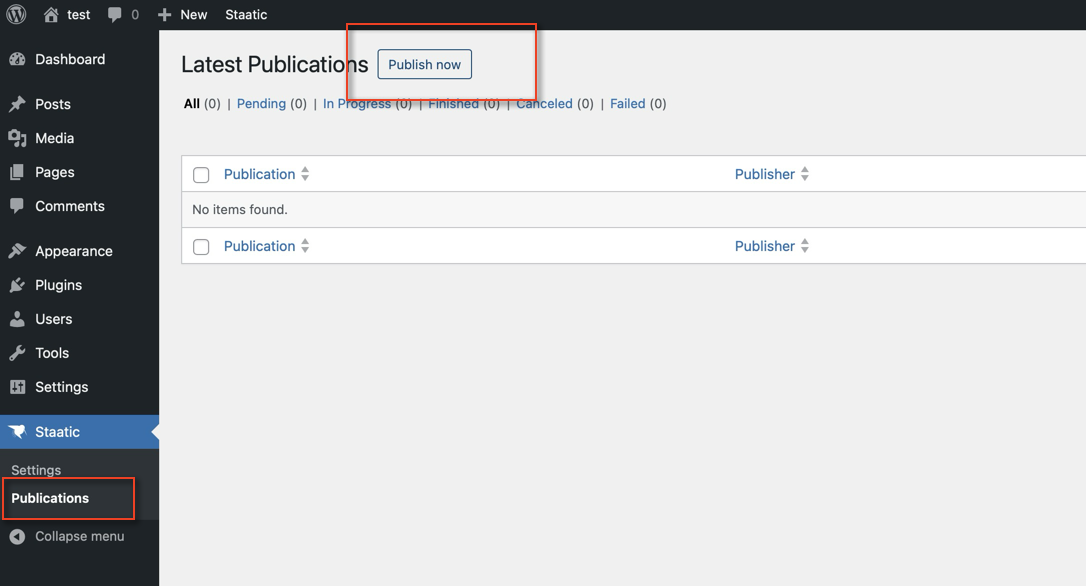 test 0 New Staatic
Dashboard
Posts
Media
Pages
Comments
Appearance
Plugins
Users
Tools
Settings
Staatic
Settings
Publications
Collapse menu
Latest Publications Publish now
All (0) | Pending (0) | In Progress (0) | Finished (0) | Canceled (0) | Failed (0)
Publication Publisher
No items found.
Publication Publisher